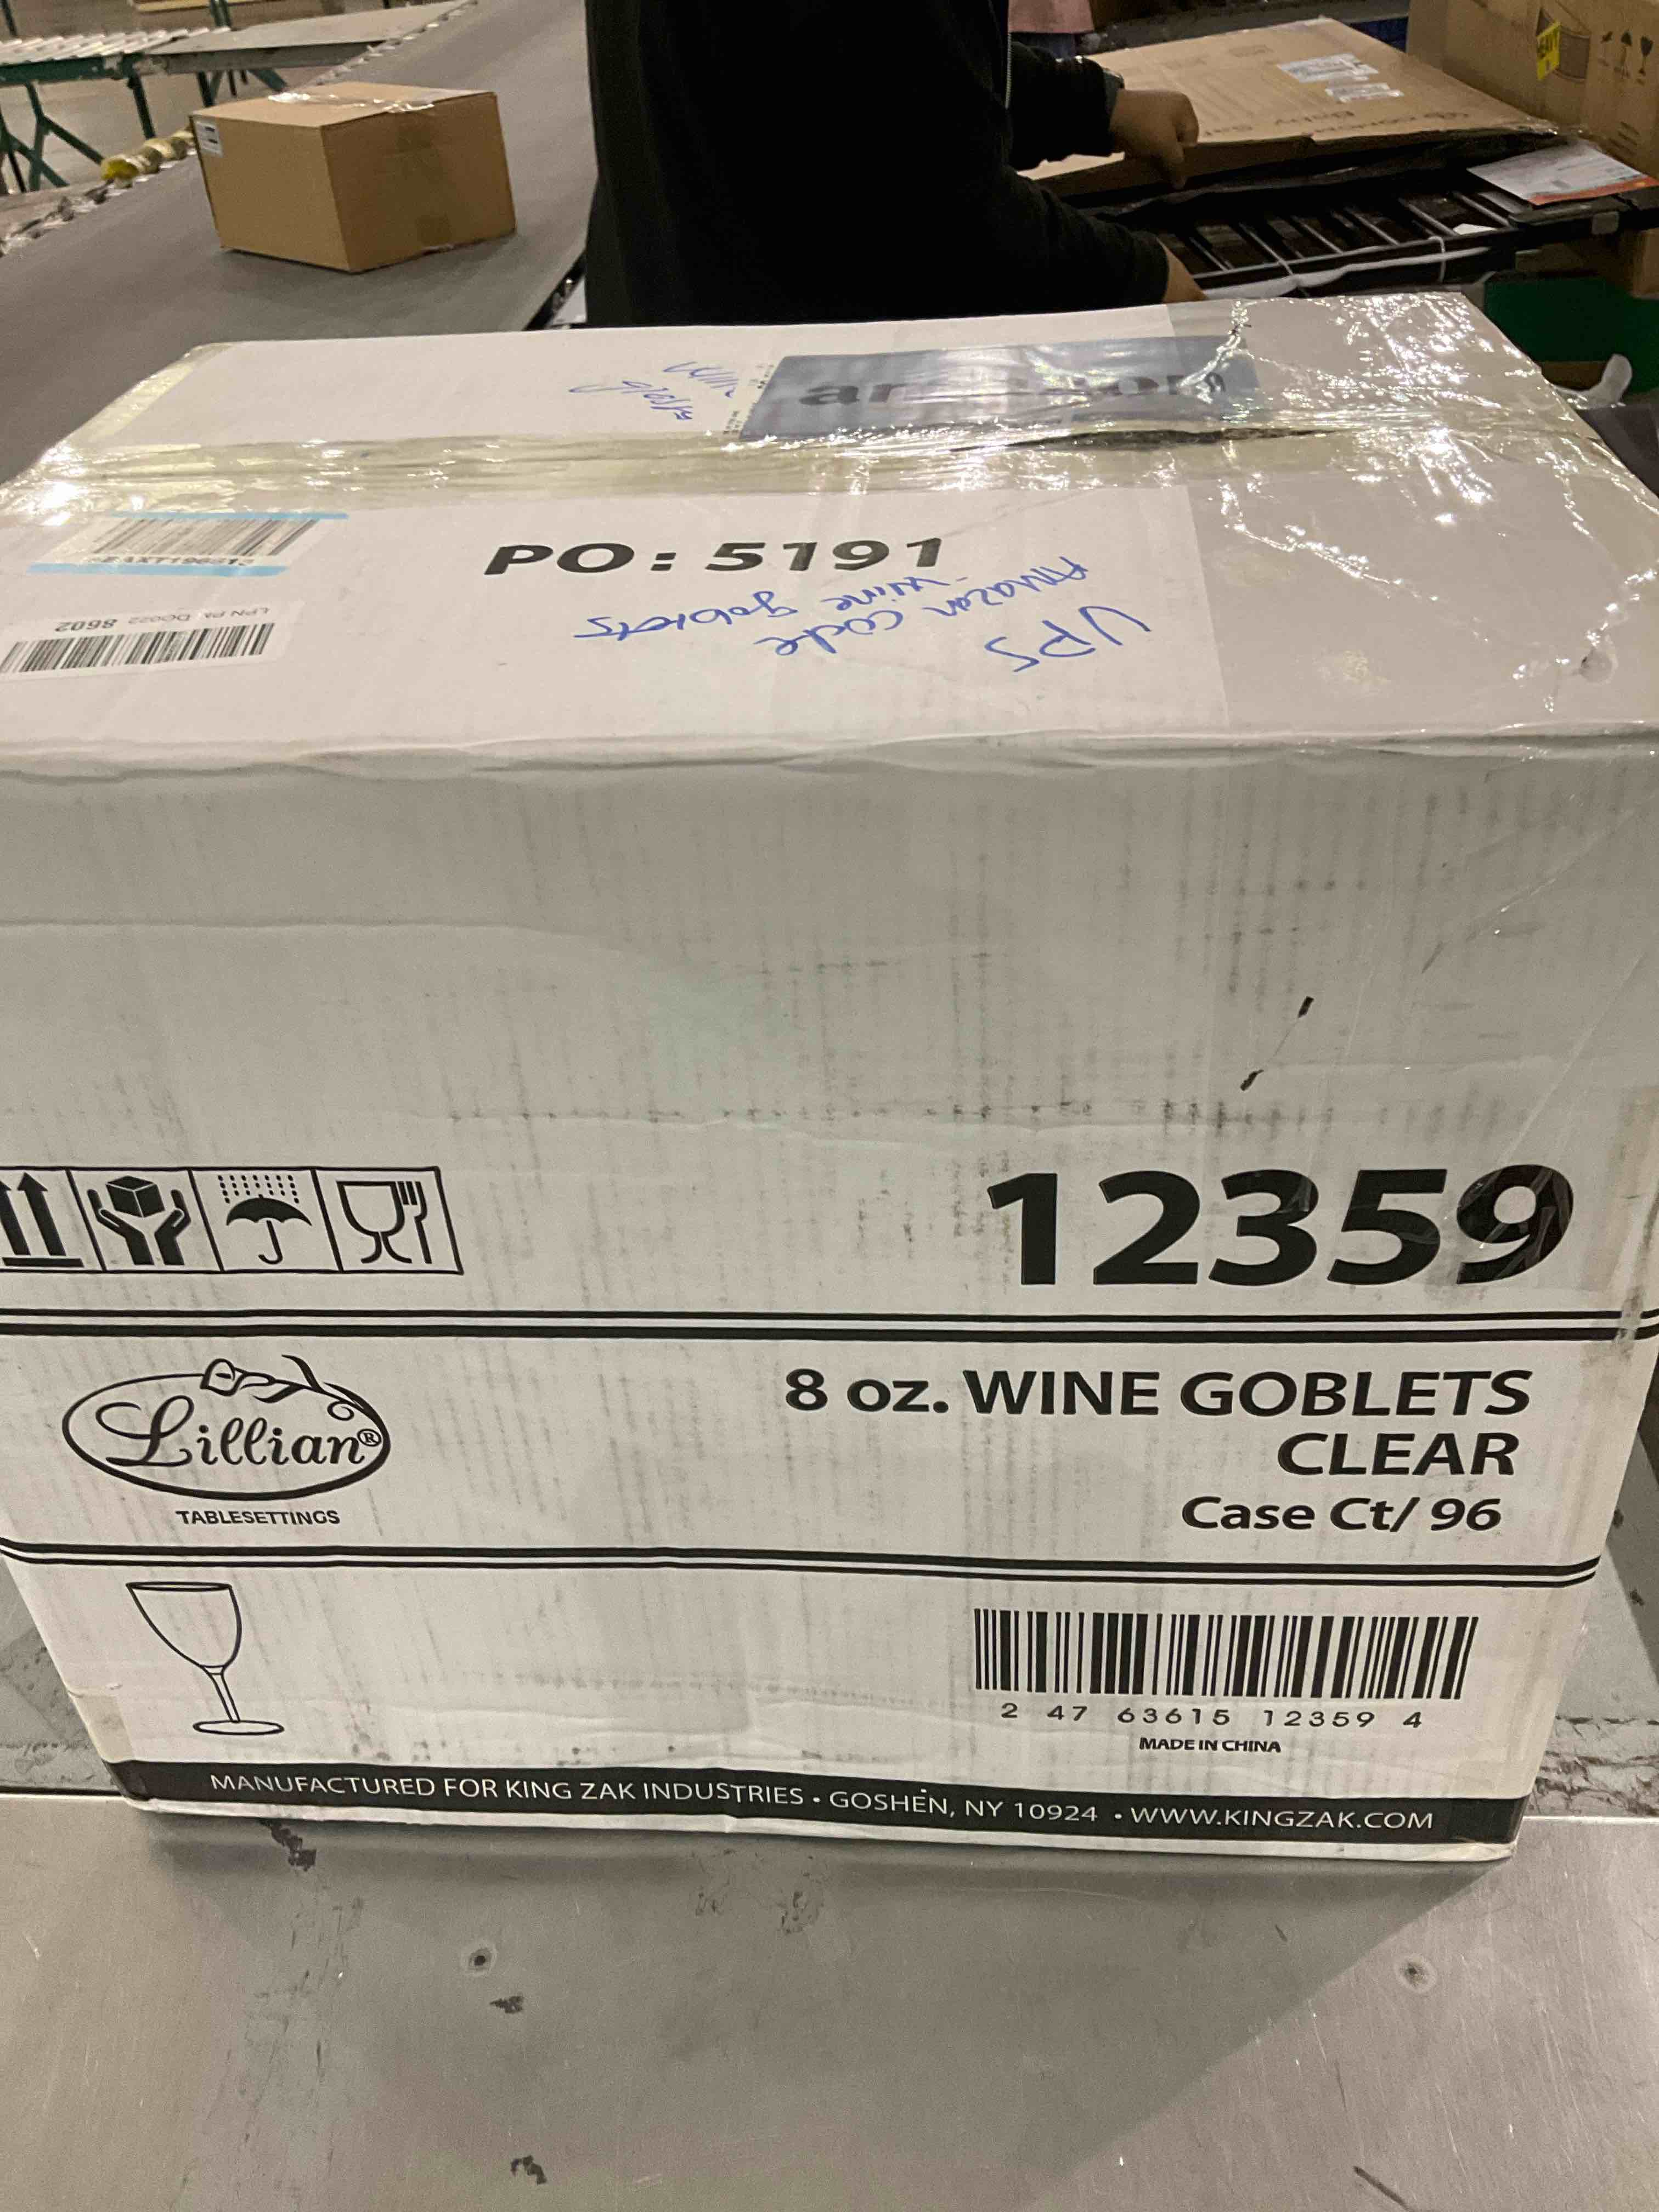 PO: 5191
UPS
Amazon code
wine goblets
8602
12359
Lillian®
TABLESETTINGS
8 oz. WINE GOBLETS
CLEAR
Case Ct/ 96
2 47 63615 12359 4
MADE IN CHINA
MANUFACTURED FOR KING ZAK INDUSTRIES • GOSHEN, NY 10924 • WWW.KINGZAK.COM